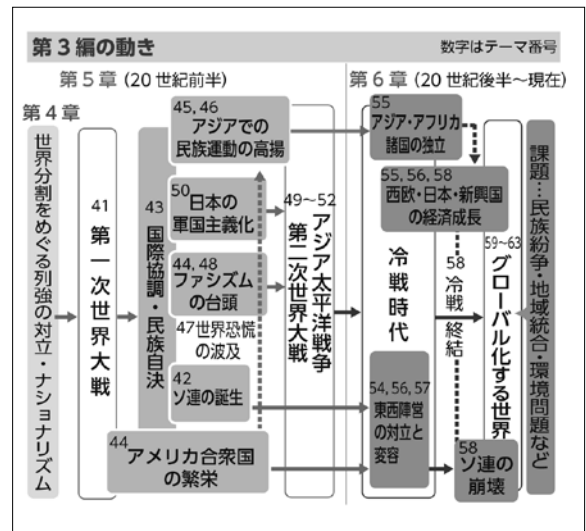 第3編の動き
数字はテーマ番号
第5章 (20世紀前半)
第6章 (20世紀後半～現在)
第4章
世界分割をめぐる列強の対立・ナショナリズム
41
第一次世界大戦
43
国際協調・民族自決
45, 46
アジアでの
民族運動の高揚
50
日本の
軍国主義化
44, 48
ファシズム
の台頭
47世界恐慌
の波及
42
ソ連の誕生
44
アメリカ合衆国
の繁栄
49～52
アジア太平洋戦争
第二次世界大戦
冷戦時代
55
アジア・アフリカ
諸国の独立
55, 56, 58
西欧・日本・新興国
の経済成長
54, 56, 57
東西陣営
の対立と
変容
58
冷戦終結
58
ソ連の
崩壊
59~63
グローバル化する世界
課題…民族紛争・地域統合・環境問題など